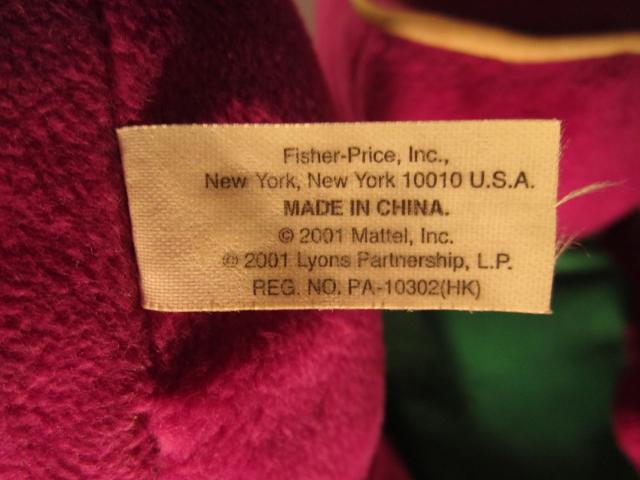 Fisher-Price, Inc.,
New York, New York 10010 U.S.A.
MADE IN CHINA.
© 2001 Mattel, Inc.
© 2001 Lyons Partnership, L.P.
REG. NO. PA-10302(HK)